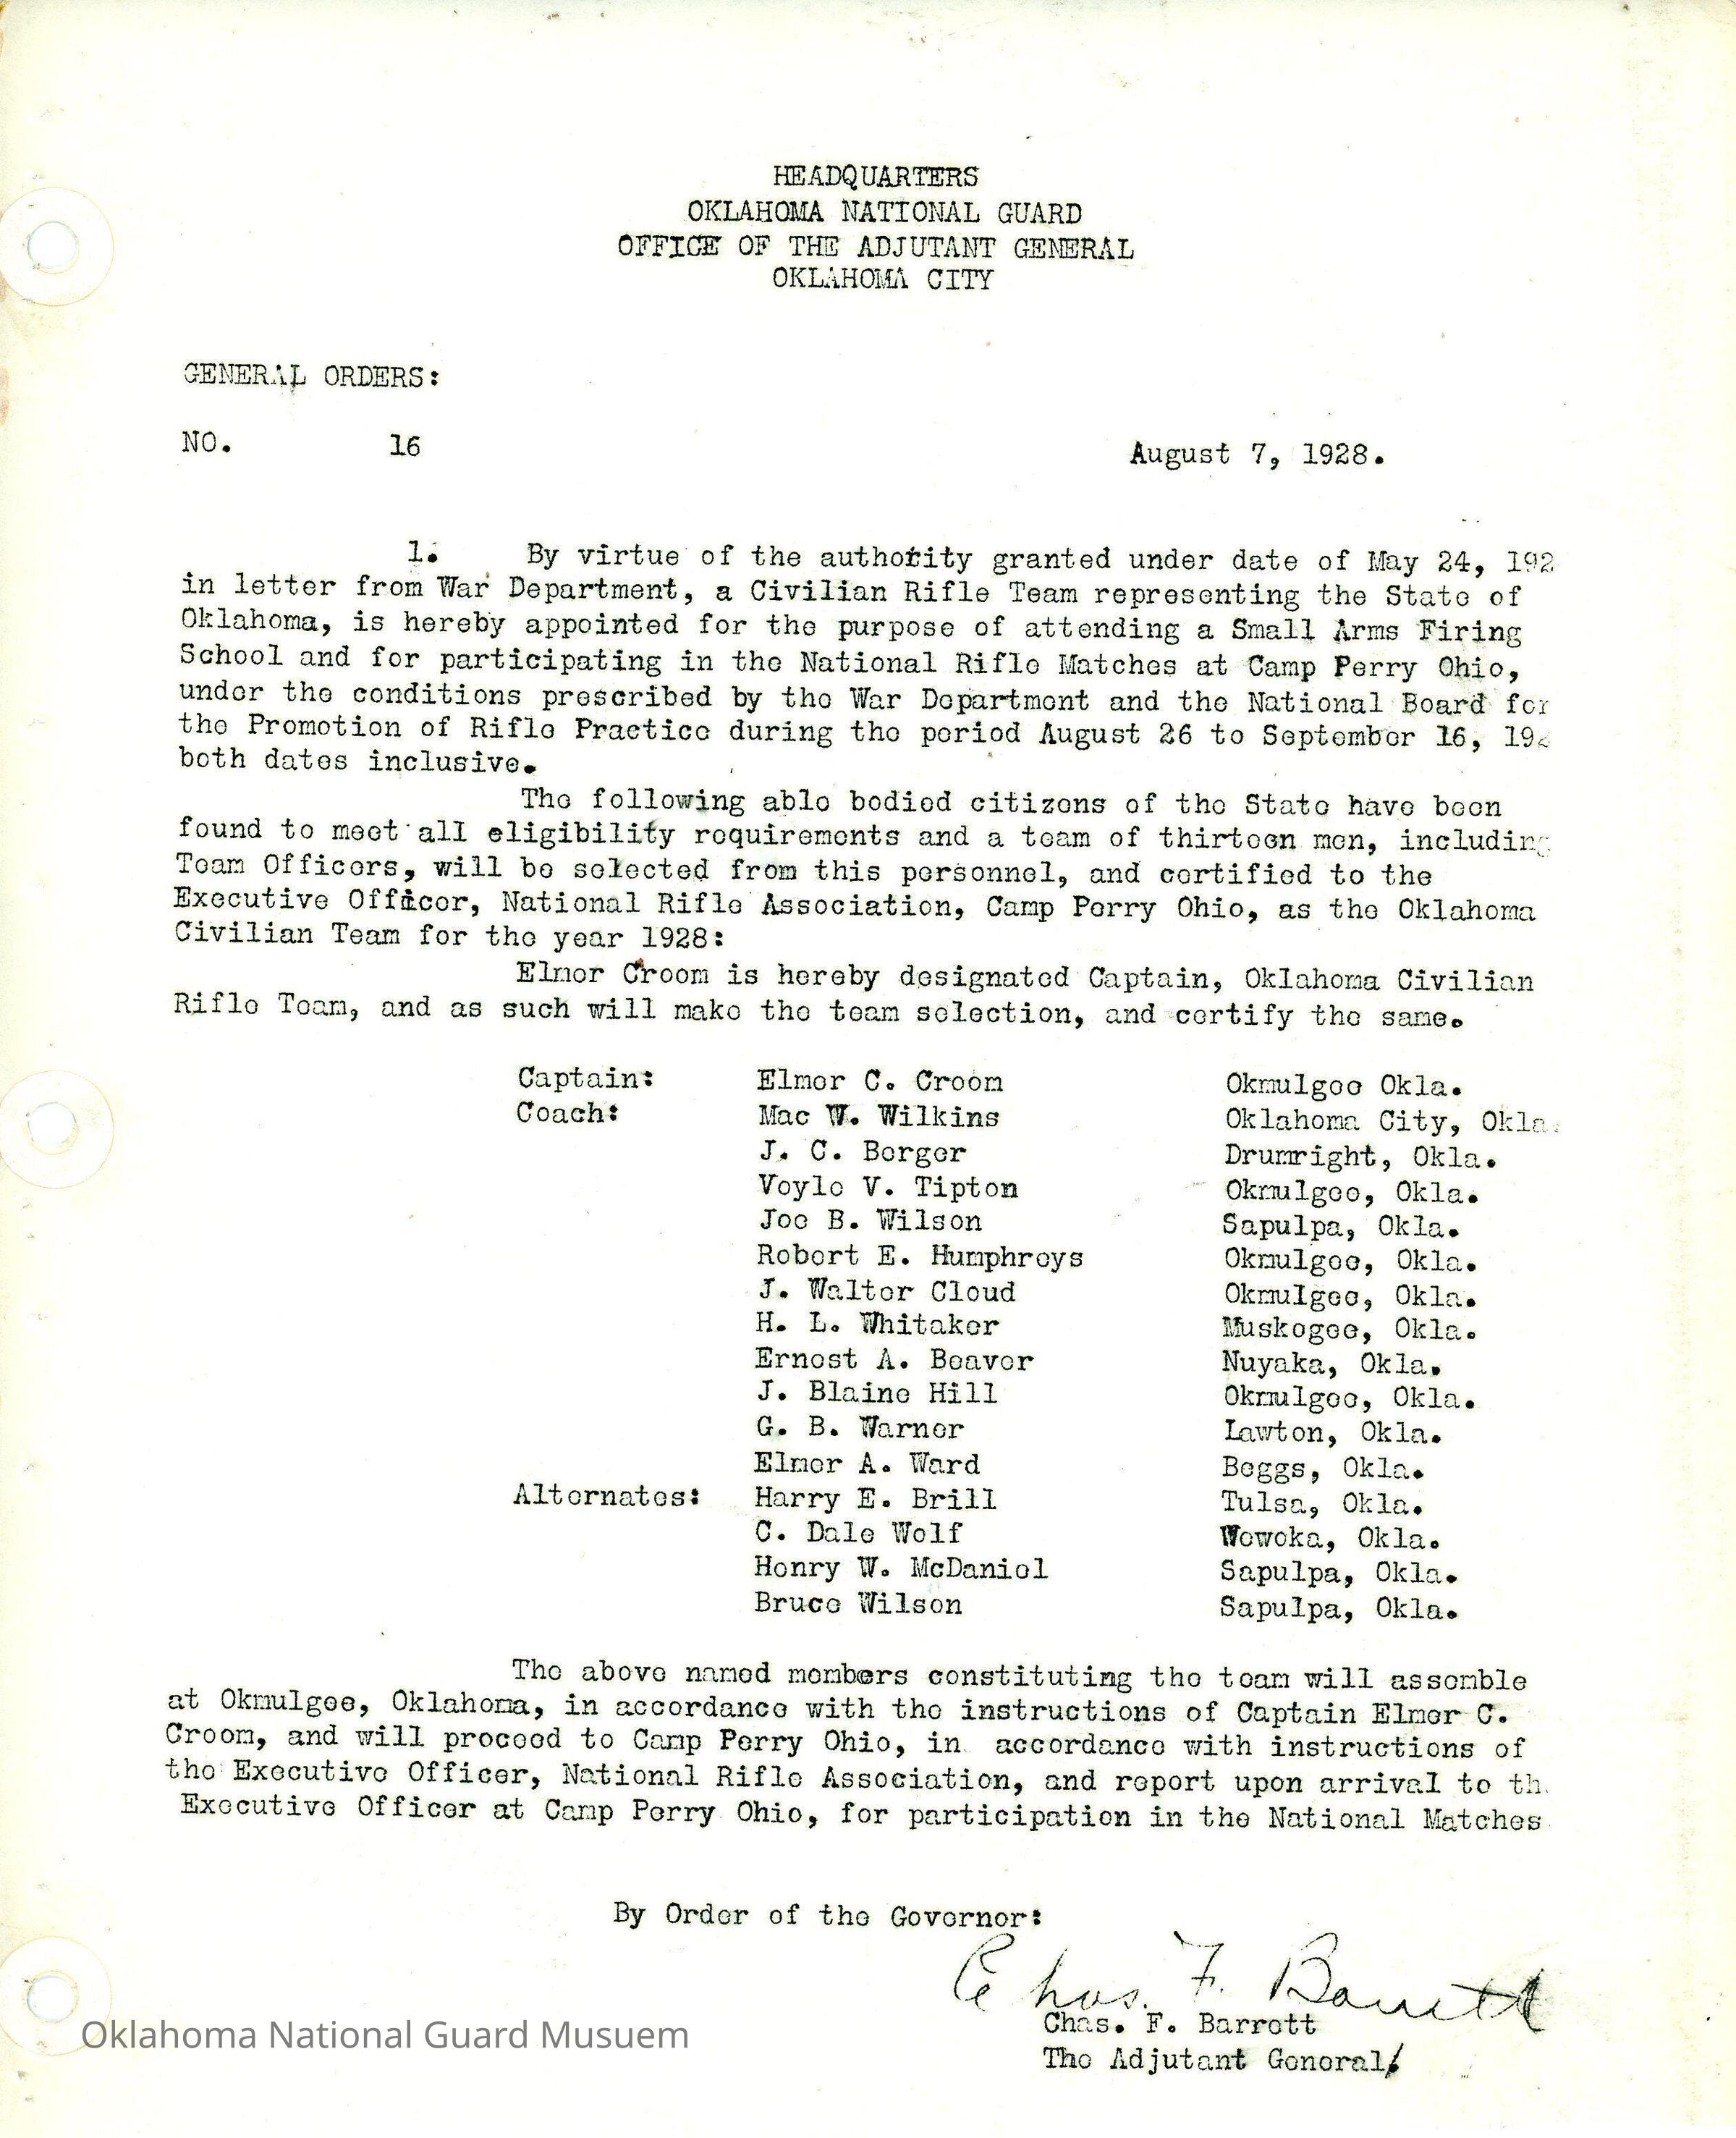 HEADQUARTERS
OKLAHOMA NATIONAL GUARD
OFFICE OF THE ADJUTANT GENERAL
OKLAHOMA CITY
GENERAL ORDERS:
NO. 16 August 7, 1928.
1. By virtue of the authority granted under date of May 24, 192
in letter from War Department, a Civilian Rifle Team representing the State of
Oklahoma, is hereby appointed for the purpose of attending a Small Arms Firing
School and for participating in the National Rifle Matches at Camp Perry Ohio,
under the conditions prescribed by the War Department and the National Board for
the Promotion of Rifle Practice during the period August 26 to September 16, 192
both dates inclusive.
The following able bodied citizens of the State have been
found to meet all eligibility requirements and a team of thirteen men, including
Team Officers, will be selected from this personnel, and certified to the
Executive Officer, National Rifle Association, Camp Perry Ohio, as the Oklahoma
Civilian Team for the year 1928:
Elmer Croom is hereby designated Captain, Oklahoma Civilian
Rifle Team, and as such will make the team selection, and certify the same.
Captain: Elmer C. Croom Okmulgee Okla.
Coach: Mac W. Wilkins Oklahoma City, Okla.
J. C. Berger Drumright, Okla.
Voyle V. Tipton Okmulgee, Okla.
Joe B. Wilson Sapulpa, Okla.
Robert E. Humphreys Okmulgee, Okla.
J. Walter Cloud Okmulgee, Okla.
H. L. Whitaker Muskogee, Okla.
Ernest A. Beaver Nuyaka, Okla.
J. Blaine Hill Okmulgee, Okla.
G. B. Warner Lawton, Okla.
Elmer A. Ward Beggs, Okla.
Alternates: Harry E. Brill Tulsa, Okla.
C. Dale Wolf Wewoka, Okla.
Henry W. McDaniel Sapulpa, Okla.
Bruce Wilson Sapulpa, Okla.
The above named members constituting the team will assemble
at Okmulgee, Oklahoma, in accordance with the instructions of Captain Elmer C.
Croom, and will proceed to Camp Perry Ohio, in accordance with instructions of
the Executive Officer, National Rifle Association, and report upon arrival to th
Executive Officer at Camp Perry Ohio, for participation in the National Matches
By Order of the Governor:
Chas. F. Barrett
Chas. F. Barrett
The Adjutant General
Oklahoma National Guard Musuem